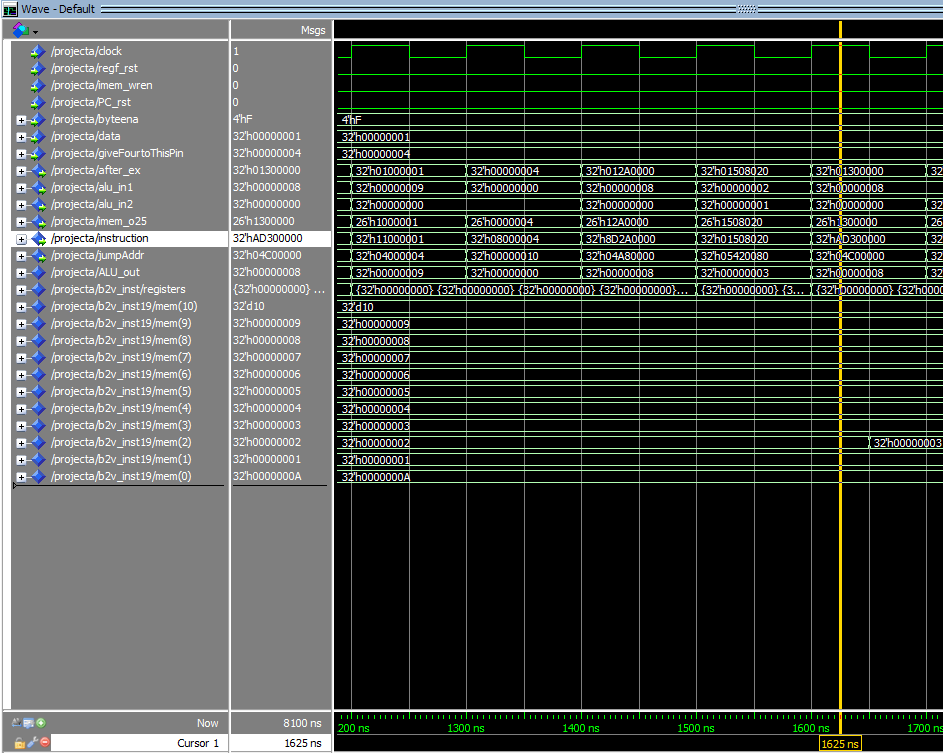 Wave - Default
Msgs
/projecta/clock 1
/projecta/regf_rst 0
/projecta/imem_wren 0
/projecta/PC_rst 0
/projecta/byteena 4'hF 4'hF
/projecta/data 32'h00000001 32'h00000001
/projecta/giveFourtoThisPin 32'h00000004 32'h00000004
/projecta/after_ex 32'h01300000 32'h01000001 32'h00000004 32'h012A0000 32'h01508020 32'h01300000 32
/projecta/alu_in1 32'h00000008 32'h00000009 32'h00000000 32'h00000008 32'h00000002 32'h00000008
/projecta/alu_in2 32'h00000000 32'h00000000 32'h00000000 32'h00000001 32'h00000000 32
/projecta/imem_o25 26'h1300000 26'h1000001 26'h0000004 26'h12A0000 26'h1508020 26'h1300000 26
/projecta/instruction 32'hAD300000 32'h11000001 32'h08000004 32'h8D2A0000 32'h01508020 32'hAD300000 32
/projecta/jumpAddr 32'h04C00000 32'h04000004 32'h00000010 32'h04A80000 32'h05420080 32'h04C00000 32
/projecta/ALU_out 32'h00000008 32'h00000009 32'h00000000 32'h00000008 32'h00000003 32'h00000008 32
/projecta/b2v_inst/registers {32'h00000000} ... {32'h00000000} {32'h00000000} {32'h00000000} {32'h00000000}... {32'h00000000} {3... {32'h00000000} {32'h00000
/projecta/b2v_inst19/mem(10) 32'd10 32'd10
/projecta/b2v_inst19/mem(9) 32'h00000009 32'h00000009
/projecta/b2v_inst19/mem(8) 32'h00000008 32'h00000008
/projecta/b2v_inst19/mem(7) 32'h00000007 32'h00000007
/projecta/b2v_inst19/mem(6) 32'h00000006 32'h00000006
/projecta/b2v_inst19/mem(5) 32'h00000005 32'h00000005
/projecta/b2v_inst19/mem(4) 32'h00000004 32'h00000004
/projecta/b2v_inst19/mem(3) 32'h00000003 32'h00000003
/projecta/b2v_inst19/mem(2) 32'h00000002 32'h00000002 32'h00000003
/projecta/b2v_inst19/mem(1) 32'h00000001 32'h00000001
/projecta/b2v_inst19/mem(0) 32'h0000000A 32'h0000000A
Now 8100 ns 200 ns 1300 ns 1400 ns 1500 ns 1600 ns 1700 ns
Cursor 1 1625 ns 1625 ns